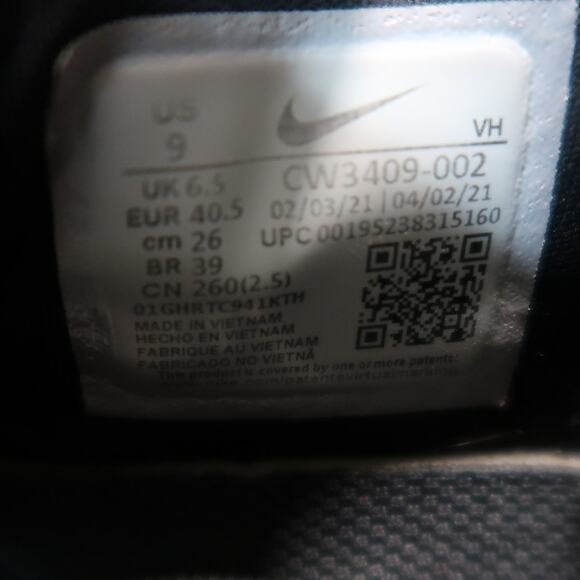 US
9
VH
UK 6.5
CW3409-002
EUR 40.5
02/03/21 | 04/02/21
cm 26
UPC 00195238315160
BR 39
CN 260(2.5)
01GHRTC941KTH
MADE IN VIETNAM
HECHO EN VIETNAM
FABRIQUE AU VIETNAM
FABRICADO NO VIETNÃ
This product is covered by one or more patents: